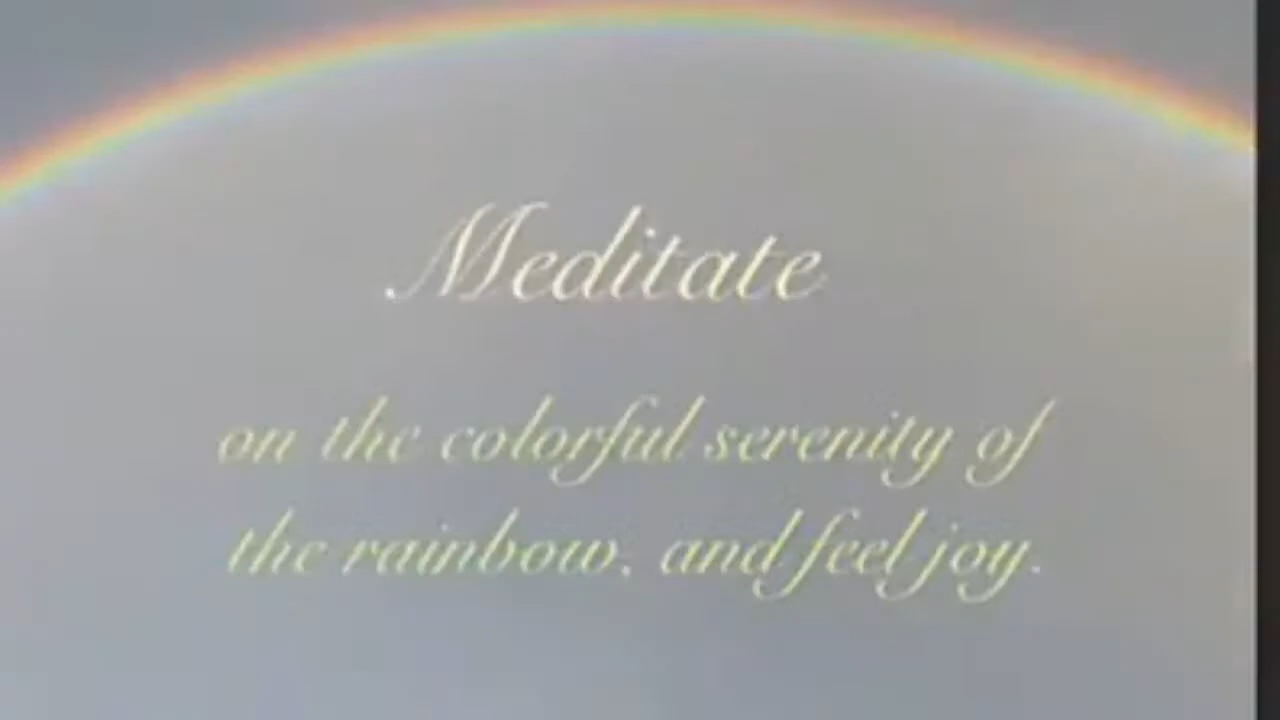 Meditate
on the colorful serenity of
the rainbow, and feel joy.